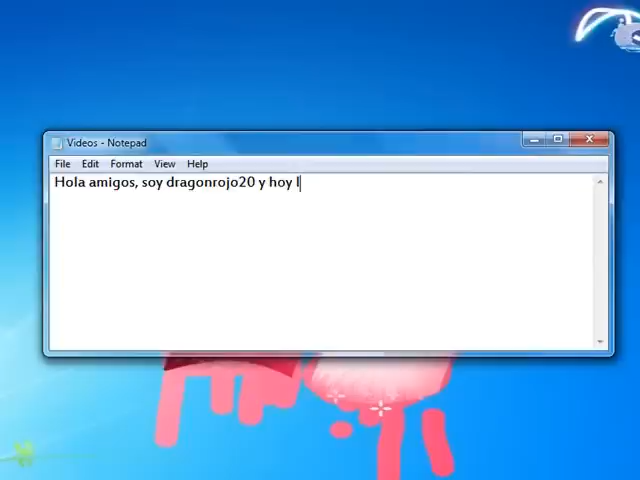 Videos - Notepad
File Edit Format View Help
Hola amigos, soy dragonrojo20 y hoy l